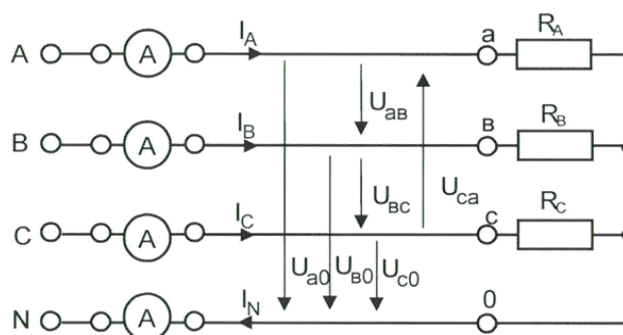 A A I_A a R_A
U_aв
B A I_B в R_B
U_вc
U_ca
C A I_C c R_C
U_a0 U_в0 U_c0
N A I_N 0